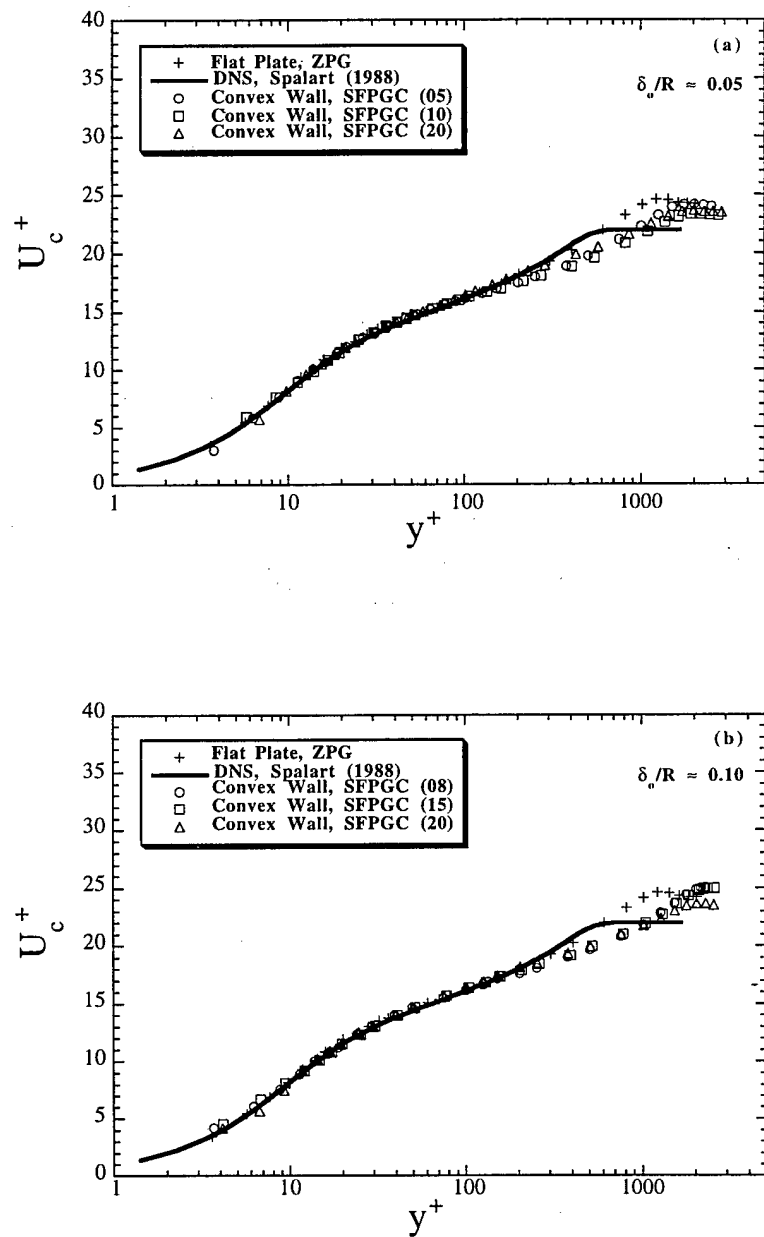 40
(a)
+ Flat Plate, ZPG
DNS, Spalart (1988)
Convex Wall, SFPGC (05)
Convex Wall, SFPGC (10)
Convex Wall, SFPGC (20)
δₒ/R ≈ 0.05
35
30
25
20
15
10
5
0
U_c^+
1 10 100 1000
y^+
40
(b)
+ Flat Plate, ZPG
DNS, Spalart (1988)
Convex Wall, SFPGC (08)
Convex Wall, SFPGC (15)
Convex Wall, SFPGC (20)
δₒ/R ≈ 0.10
35
30
25
20
15
10
5
0
U_c^+
1 10 100 1000
y^+